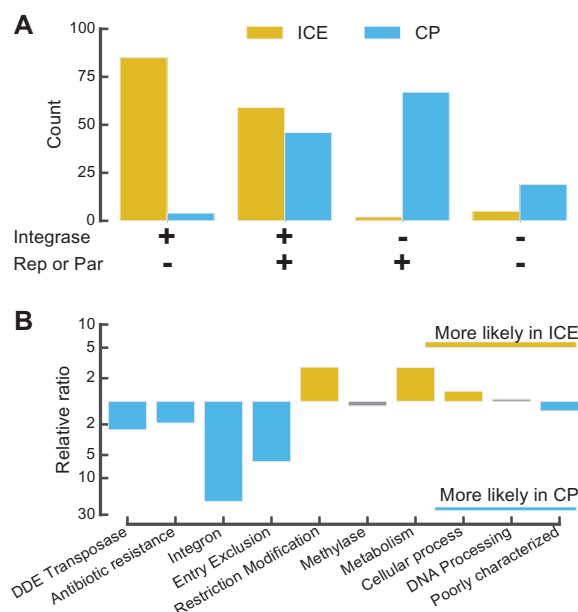 A
ICE
CP
100
75
50
25
0
Count
Integrase + + - -
Rep or Par - + + -
B
10
5
2
2
5
10
30
Relative ratio
More likely in ICE
More likely in CP
DDE Transposase
Antibiotic resistance
Integron
Entry Exclusion
Restriction Modification
Methylase
Metabolism
Cellular process
DNA Processing
Poorly characterized